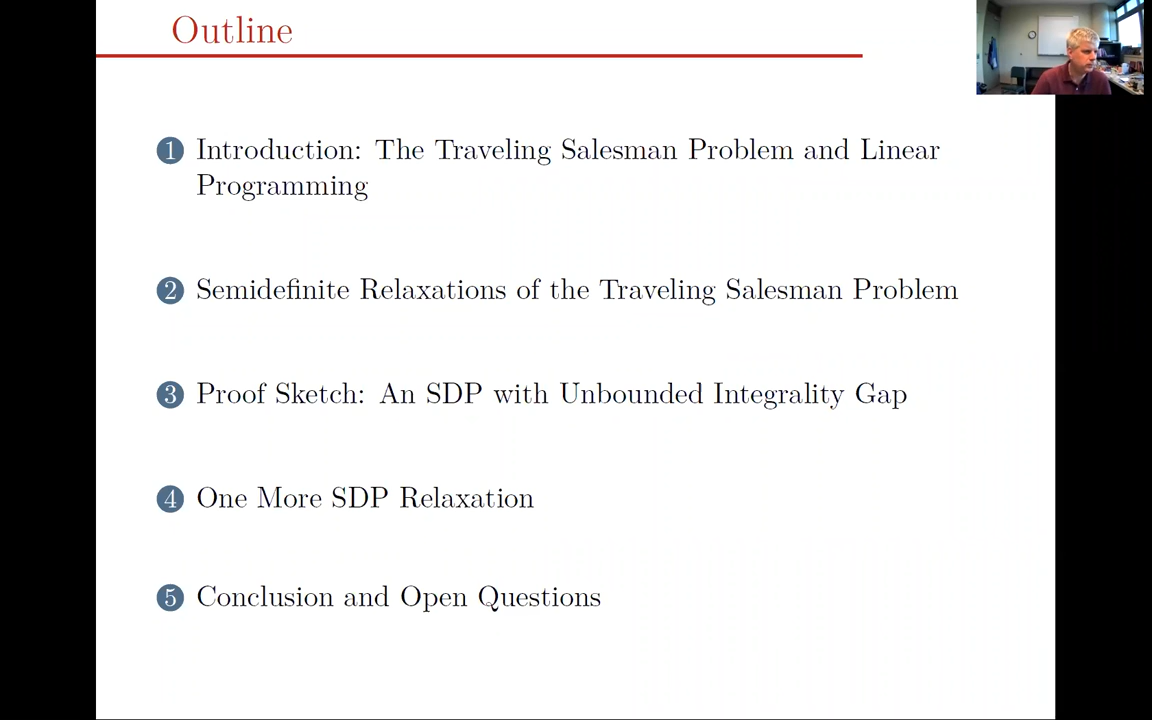 Outline
1 Introduction: The Traveling Salesman Problem and Linear
Programming
2 Semidefinite Relaxations of the Traveling Salesman Problem
3 Proof Sketch: An SDP with Unbounded Integrality Gap
4 One More SDP Relaxation
5 Conclusion and Open Questions